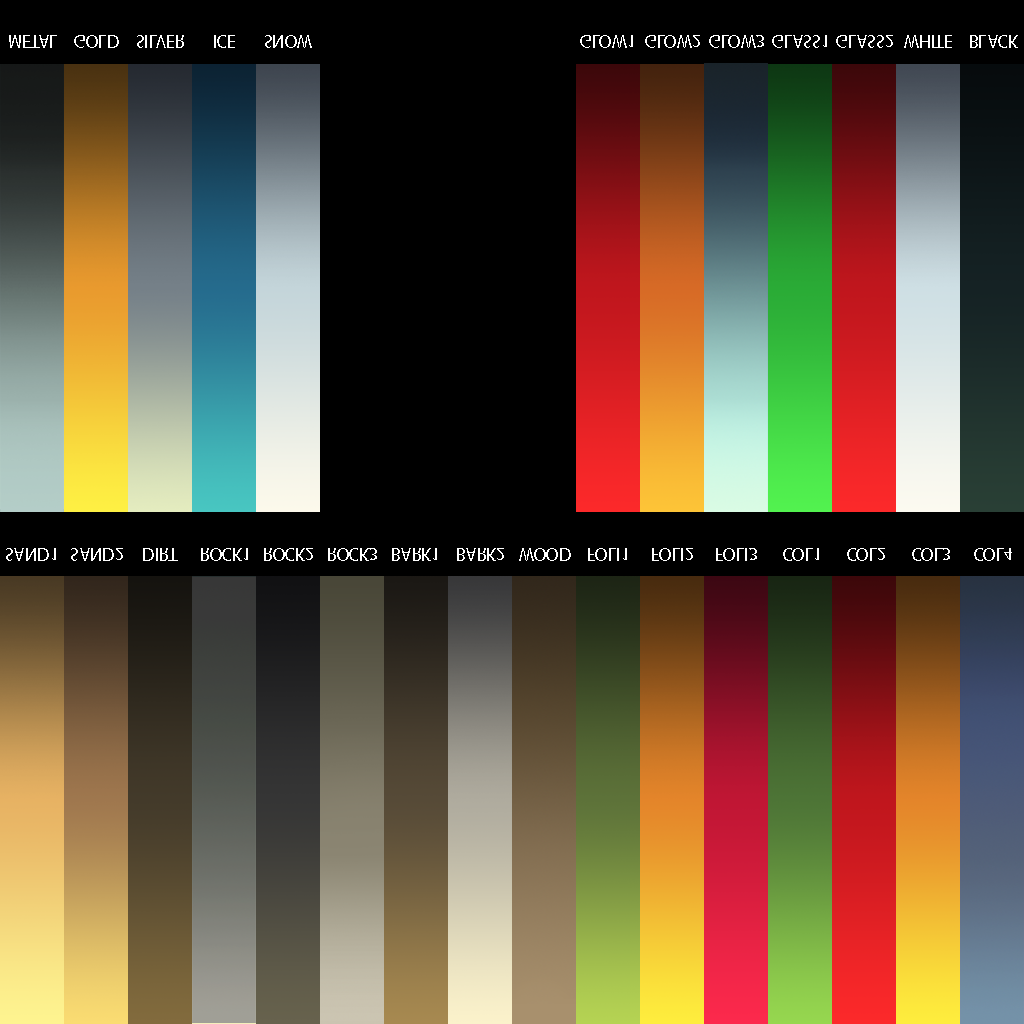 METAL GOLD SILVER ICE SNOW GLOW1 GLOW2 GLOW3 GLASS1 GLASS2 WHITE BLACK
SAND1 SAND2 DIRT ROCK1 ROCK2 ROCK3 BARK1 BARK2 WOOD FOLI1 FOLI2 FOLI3 COL1 COL2 COL3 COL4